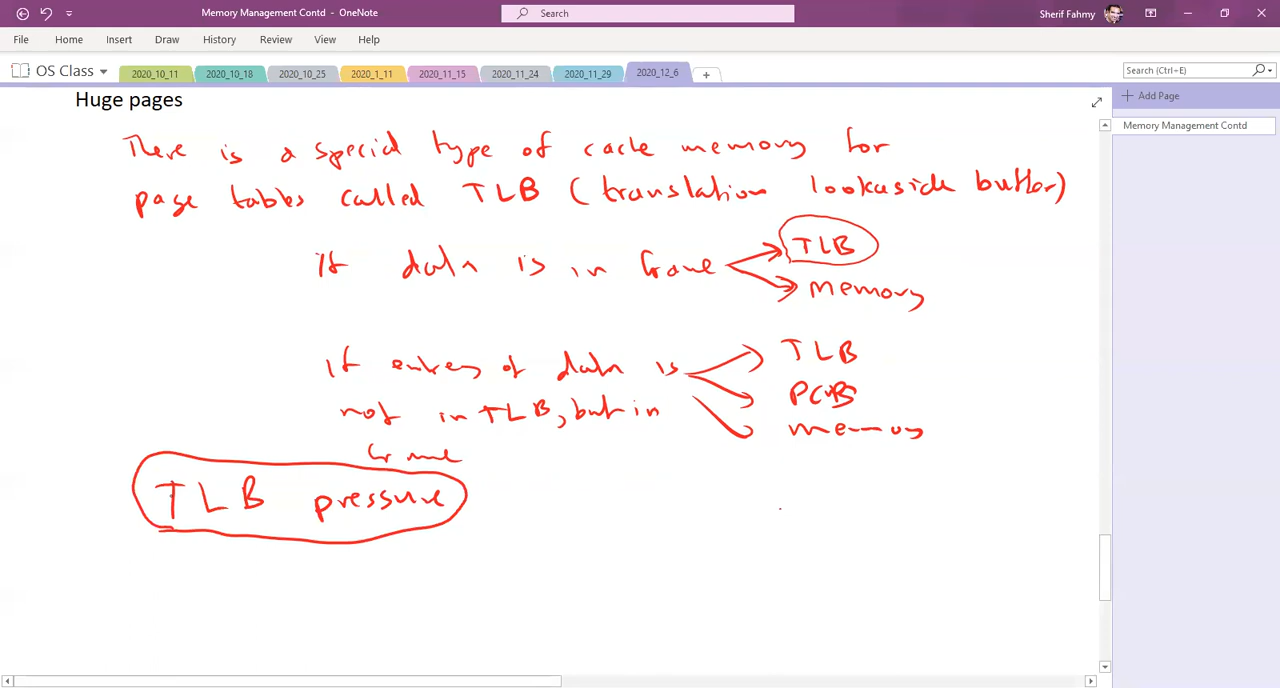 Memory Management Contd - OneNote
Search
Sherif Fahmy
File Home Insert Draw History Review View Help
OS Class
2020_10_11 2020_10_18 2020_10_25 2020_1_11 2020_11_15 2020_11_24 2020_11_29 2020_12_6
Search (Ctrl+E)
Add Page
Memory Management Contd
Huge pages
There is a special type of cache memory for
page tables called TLB (translation lookaside buffer)
If data is in frame
TLB
memory
If entry of data is
not in TLB, but in
frame
TLB
memory
TLB pressure